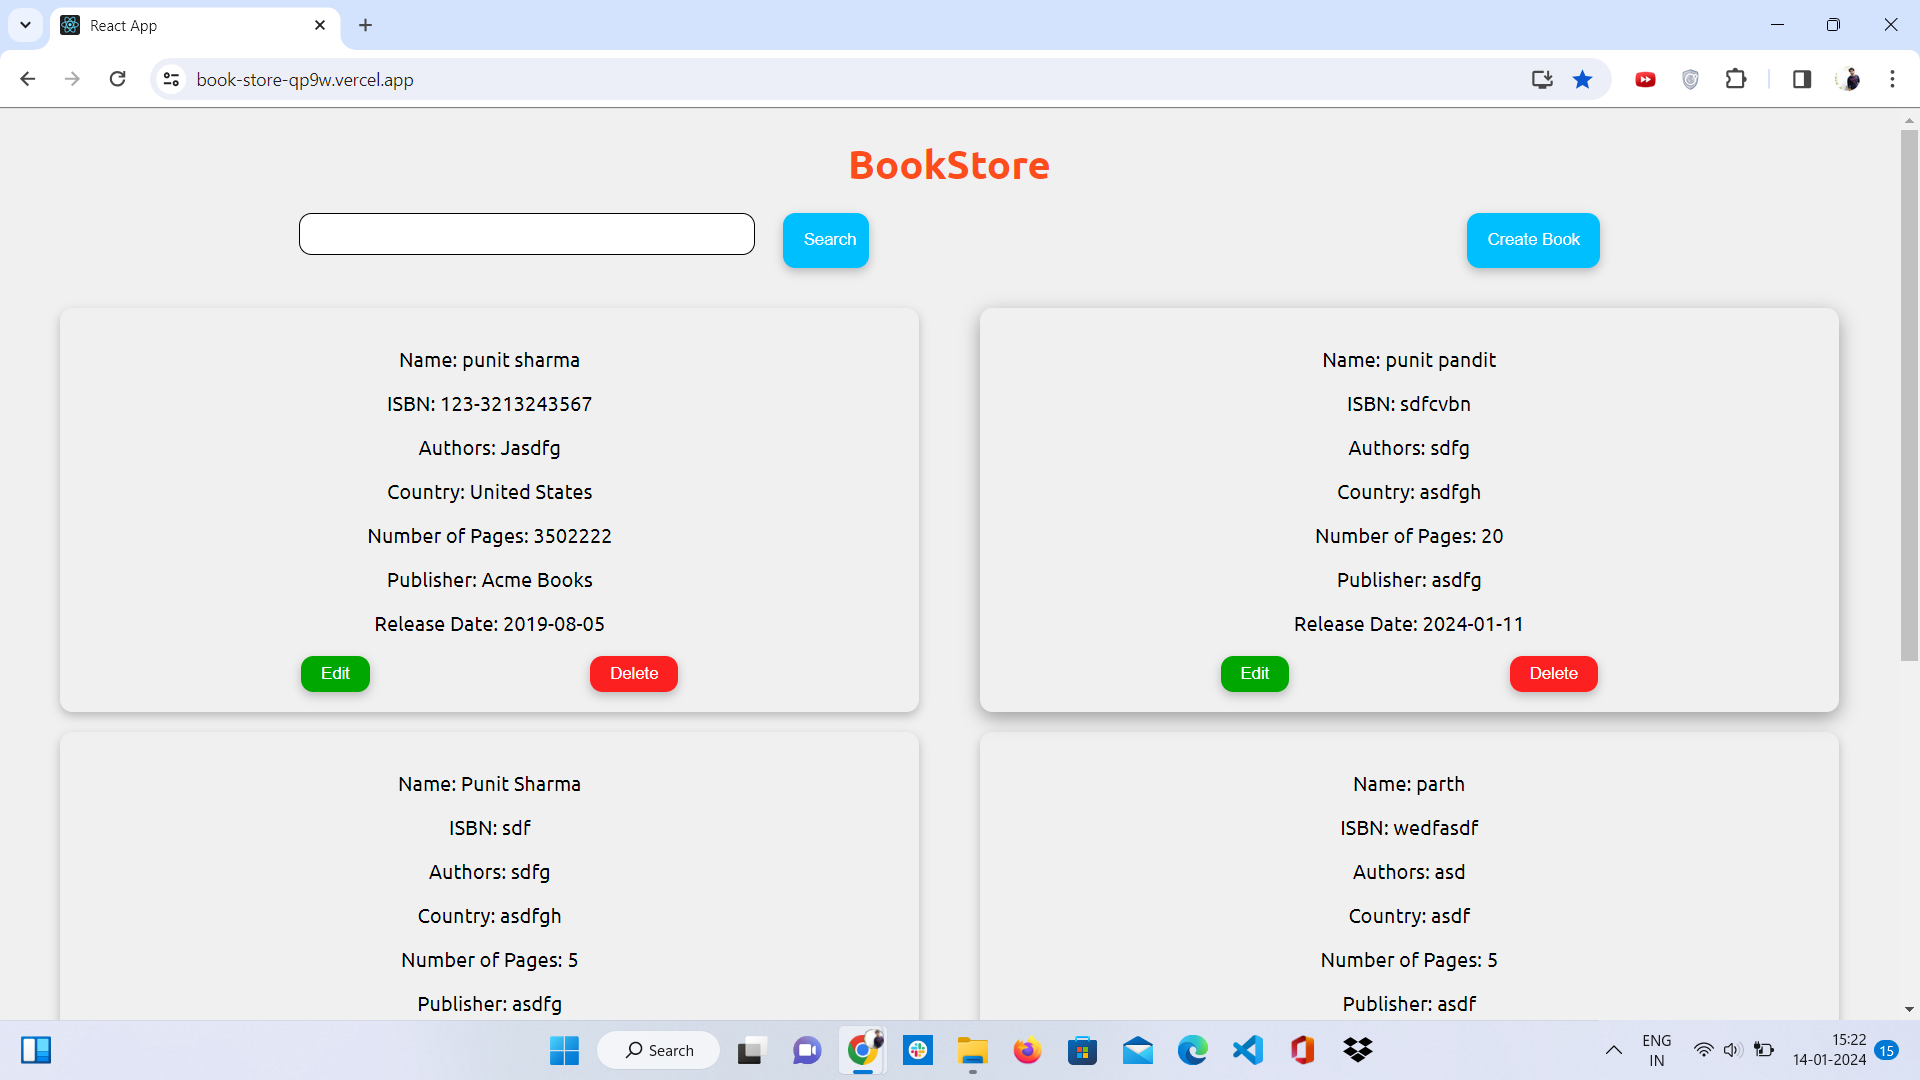 React App
book-store-qp9w.vercel.app
BookStore
Search
Create Book
Name: punit sharma
ISBN: 123-3213243567
Authors: Jasdfg
Country: United States
Number of Pages: 3502222
Publisher: Acme Books
Release Date: 2019-08-05
Edit
Delete
Name: punit pandit
ISBN: sdfcvbn
Authors: sdfg
Country: asdfgh
Number of Pages: 20
Publisher: asdfg
Release Date: 2024-01-11
Edit
Delete
Name: Punit Sharma
ISBN: sdf
Authors: sdfg
Country: asdfgh
Number of Pages: 5
Publisher: asdfg
Name: parth
ISBN: wedfasdf
Authors: asd
Country: asdf
Number of Pages: 5
Publisher: asdf
Search
ENG
IN
15:22
14-01-2024
15